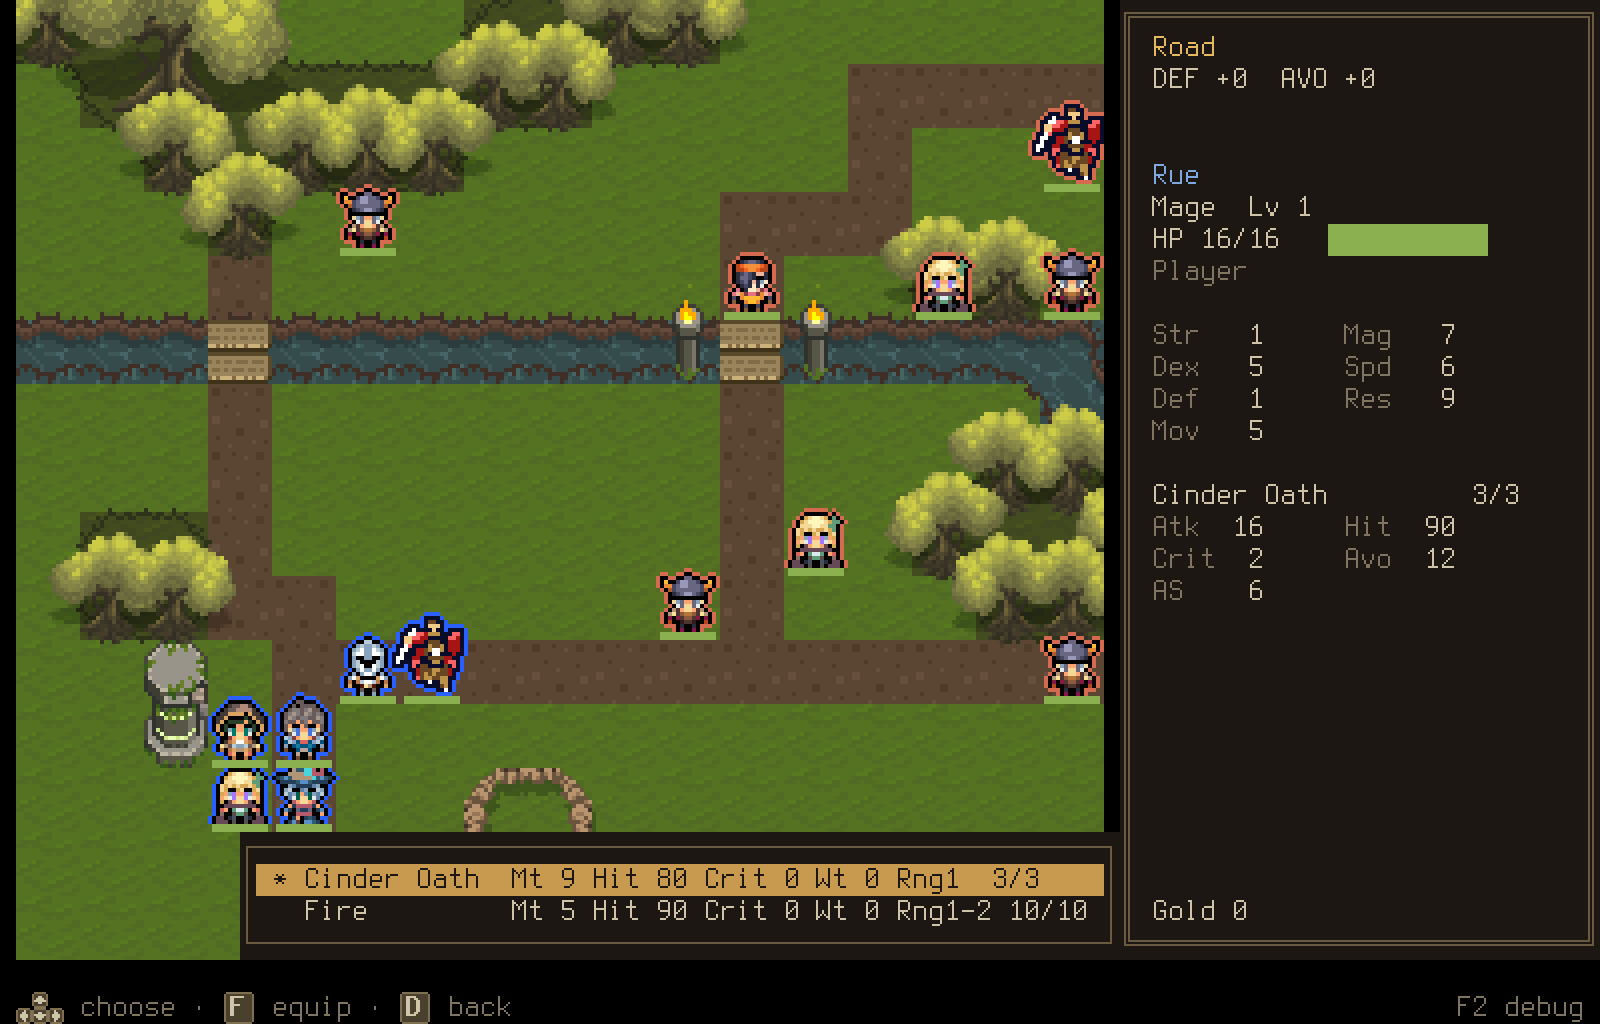 Road
DEF +0 AVO +0
Rue
Mage Lv 1
HP 16/16
Player
Str 1 Mag 7
Dex 5 Spd 6
Def 1 Res 9
Mov 5
Cinder Oath 3/3
Atk 16 Hit 90
Crit 2 Avo 12
AS 6
* Cinder Oath Mt 9 Hit 80 Crit 0 Wt 0 Rng1 3/3
Fire Mt 5 Hit 90 Crit 0 Wt 0 Rng1-2 10/10
Gold 0
choose · F equip · D back
F2 debug